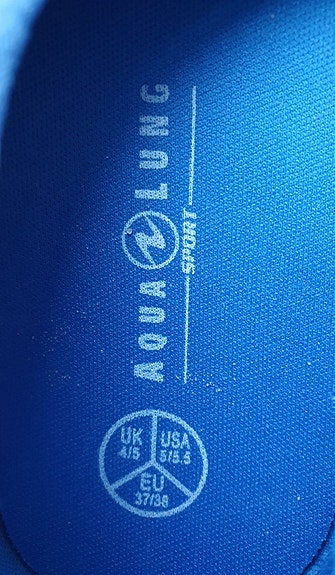 AQUA LUNG
SPORT
UK
4/5
USA
5/5.5
EU
37/38